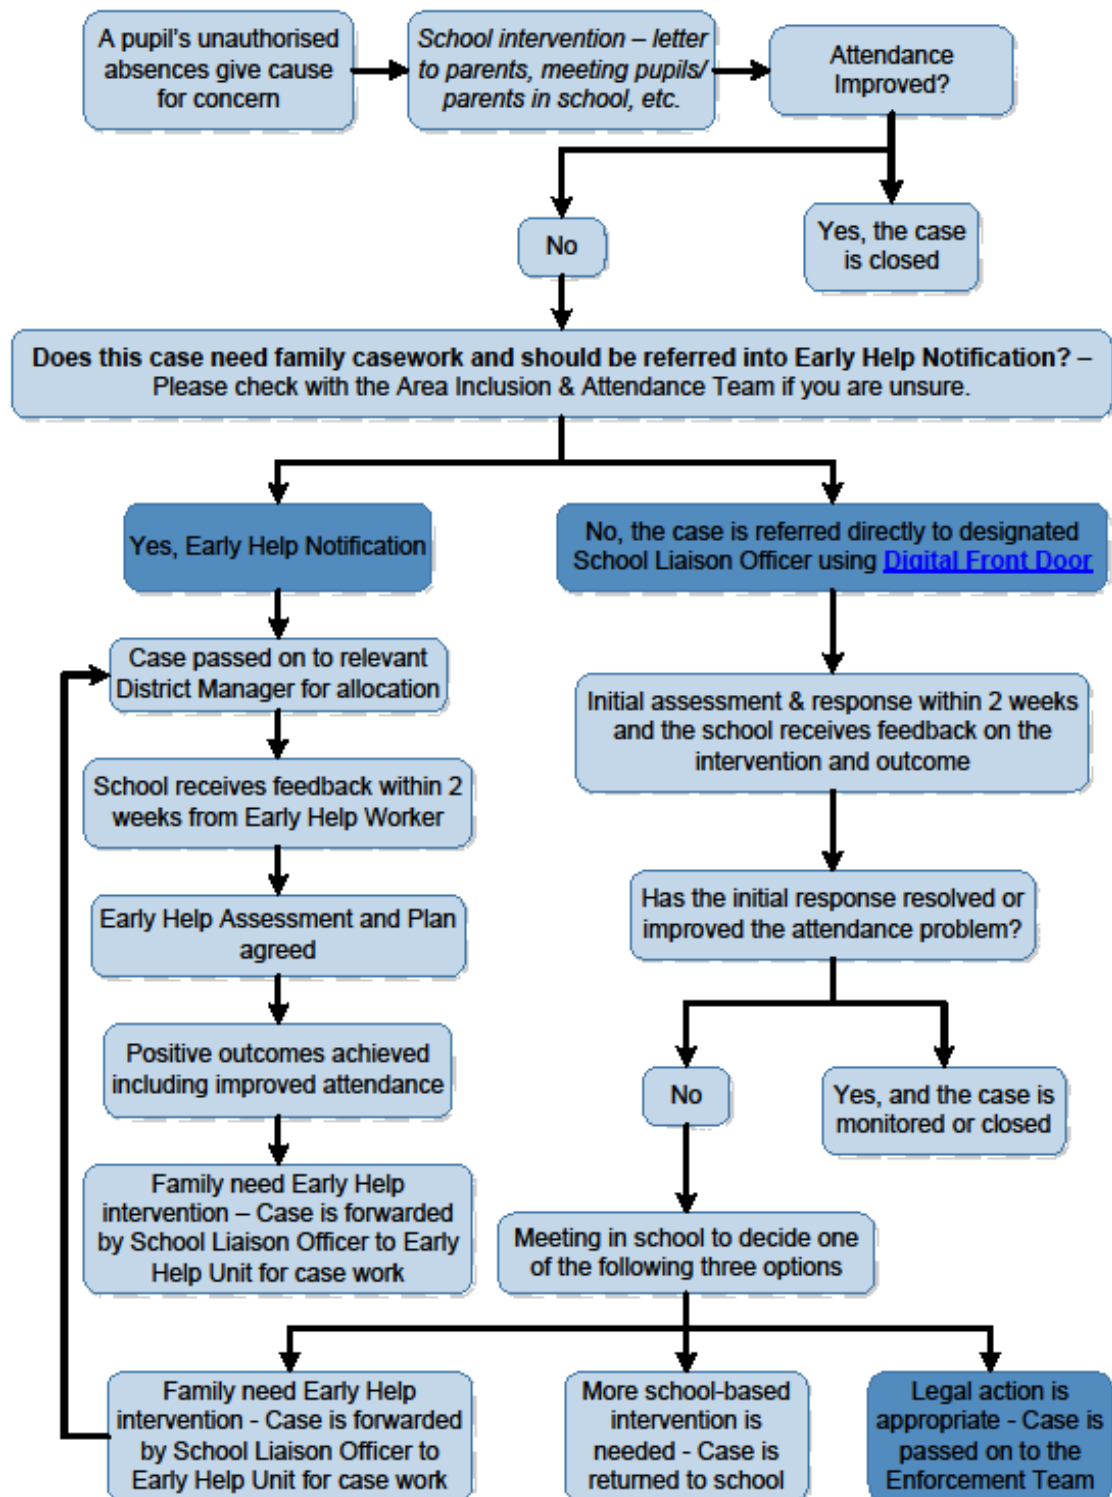 A pupil's unauthorised
absences give cause
for concern
School intervention – letter
to parents, meeting pupils/
parents in school, etc.
Attendance
Improved?
No
Yes, the case
is closed
Does this case need family casework and should be referred into Early Help Notification? –
Please check with the Area Inclusion & Attendance Team if you are unsure.
Yes, Early Help Notification
No, the case is referred directly to designated
School Liaison Officer using Digital Front Door
Case passed on to relevant
District Manager for allocation
School receives feedback within 2
weeks from Early Help Worker
Early Help Assessment and Plan
agreed
Positive outcomes achieved
including improved attendance
Family need Early Help
intervention – Case is forwarded
by School Liaison Officer to Early
Help Unit for case work
Initial assessment & response within 2 weeks
and the school receives feedback on the
intervention and outcome
Has the initial response resolved or
improved the attendance problem?
No
Yes, and the case is
monitored or closed
Meeting in school to decide one
of the following three options
Family need Early Help
intervention - Case is forwarded
by School Liaison Officer to
Early Help Unit for case work
More school-based
intervention is
needed - Case is
returned to school
Legal action is
appropriate - Case is
passed on to the
Enforcement Team